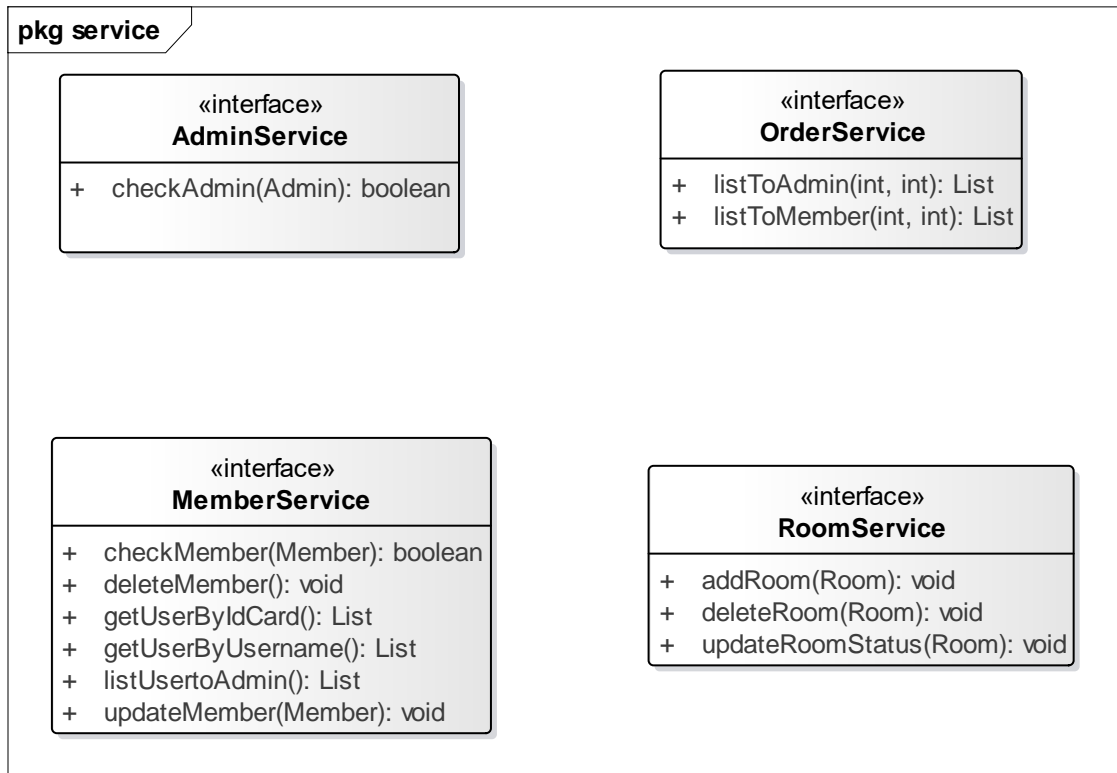 pkg service
«interface»
AdminService
+ checkAdmin(Admin): boolean
«interface»
OrderService
+ listToAdmin(int, int): List
+ listToMember(int, int): List
«interface»
MemberService
+ checkMember(Member): boolean
+ deleteMember(): void
+ getUserByIdCard(): List
+ getUserByUsername(): List
+ listUsertoAdmin(): List
+ updateMember(Member): void
«interface»
RoomService
+ addRoom(Room): void
+ deleteRoom(Room): void
+ updateRoomStatus(Room): void